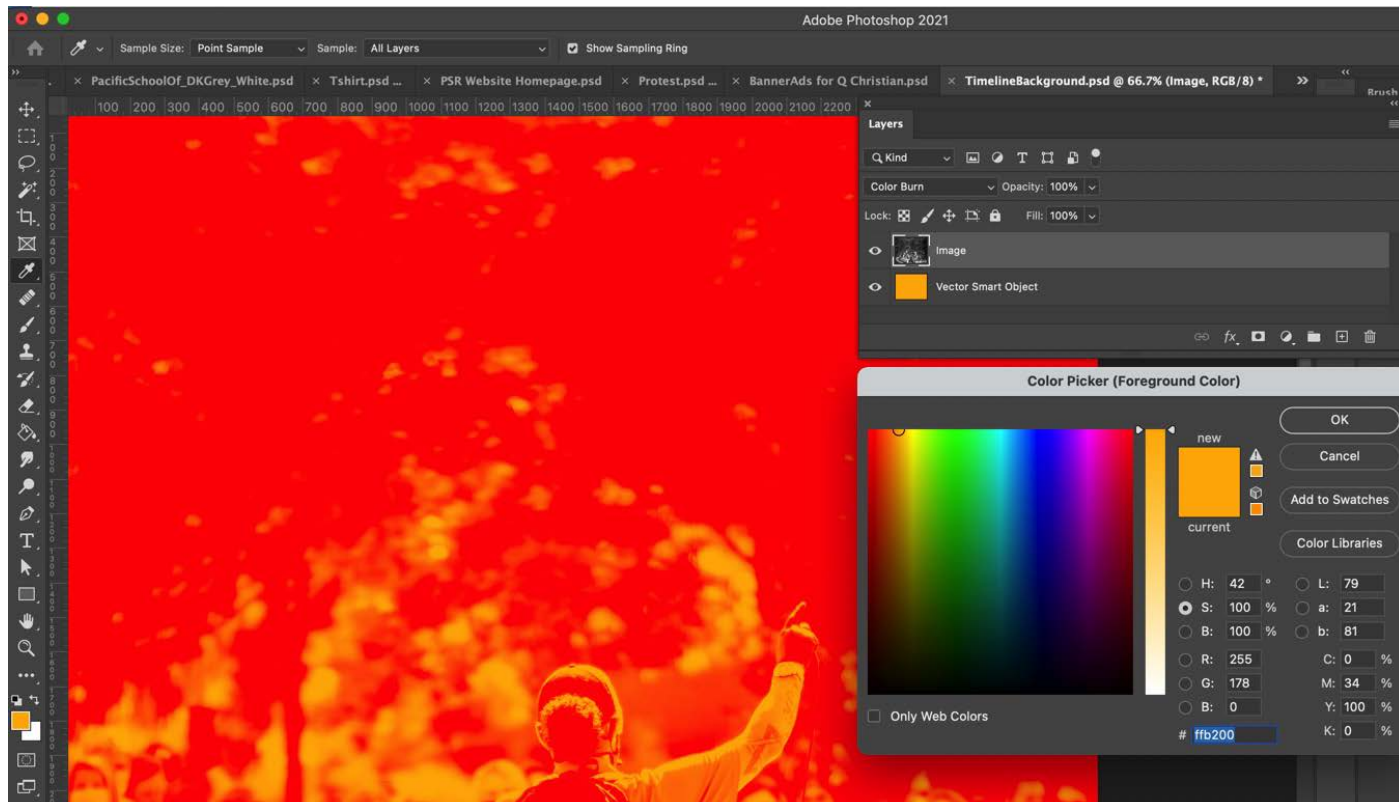 Adobe Photoshop 2021
Sample Size: Point Sample Sample: All Layers Show Sampling Ring
PacificSchoolOf_DKGrey_White.psd × Tshirt.psd ... × PSR Website Homepage.psd × Protest.psd ... × BannerAds for Q Christian.psd × TimelineBackground.psd @ 66.7% (Image, RGB/8) *
Brush
100 200 300 400 500 600 700 800 900 1000 1100 1200 1300 1400 1500 1600 1700 1800 1900 2000 2100 2200
Layers
Kind
Color Burn Opacity: 100%
Lock: Fill: 100%
Image
Vector Smart Object
fx
Color Picker (Foreground Color)
new
current
OK
Cancel
Add to Swatches
Color Libraries
H: 42 ° L: 79
S: 100 % a: 21
B: 100 % b: 81
R: 255 C: 0 %
G: 178 M: 34 %
B: 0 Y: 100 %
# ffb200 K: 0 %
Only Web Colors